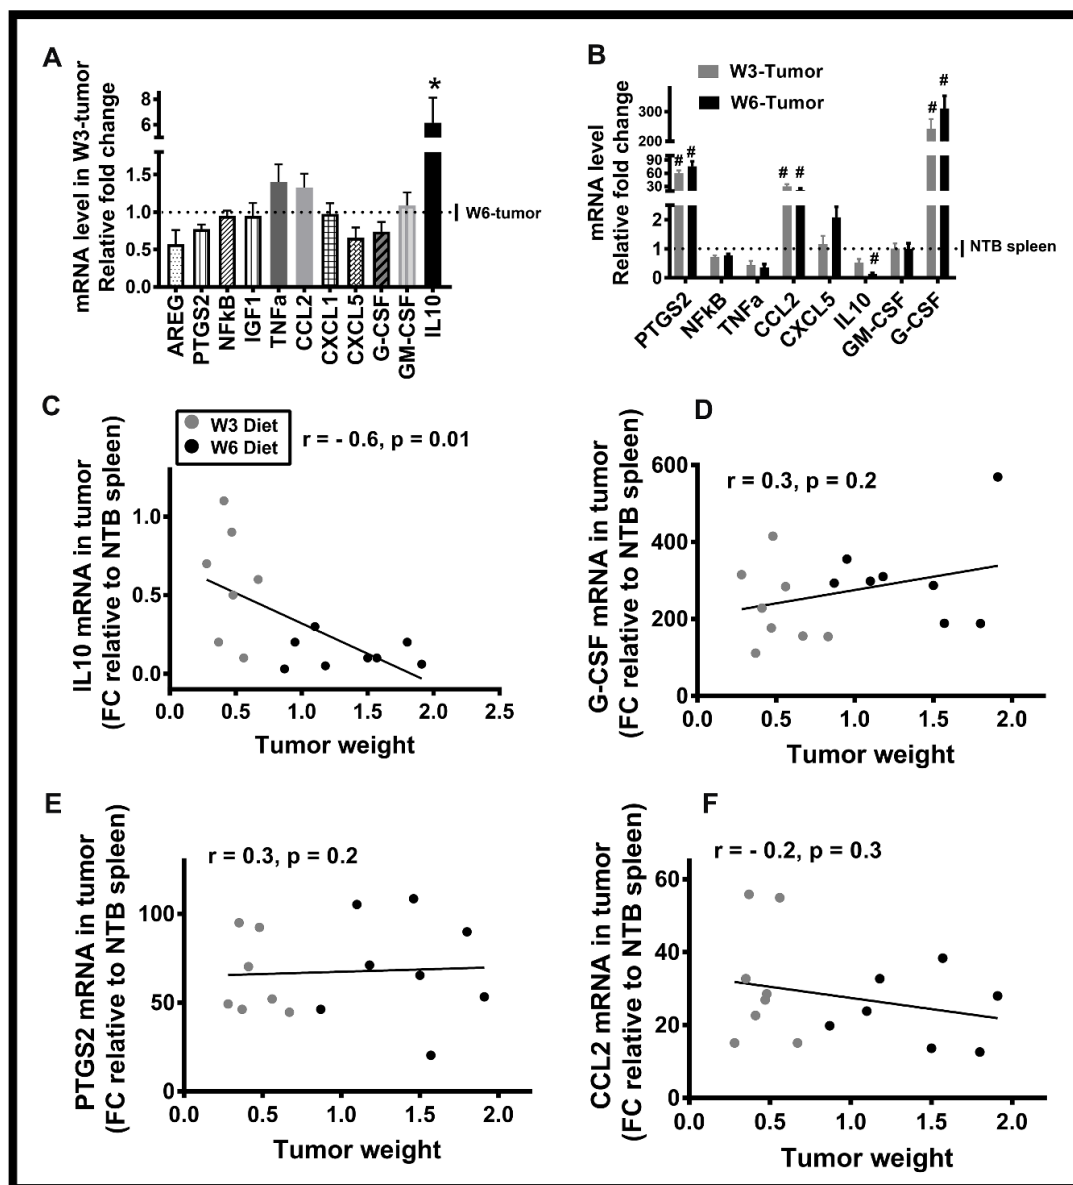 A
mRNA level in W3-tumor
Relative fold change
8
6
1.5
1.0
0.5
0.0
*
W6-tumor
AREG
PTGS2
NFkB
IGF1
TNFa
CCL2
CXCL1
CXCL5
G-CSF
GM-CSF
IL10
B
W3-Tumor
W6-Tumor
mRNA level
Relative fold change
300
200
90
60
30
2
1
0
# #
# #
#
# #
NTB spleen
PTGS2
NFkB
TNFa
CCL2
CXCL5
IL10
GM-CSF
G-CSF
C
W3 Diet
W6 Diet
r = - 0.6, p = 0.01
IL10 mRNA in tumor
(FC relative to NTB spleen)
1.0
0.5
0.0
0.0 0.5 1.0 1.5 2.0 2.5
Tumor weight
D
r = 0.3, p = 0.2
G-CSF mRNA in tumor
(FC relative to NTB spleen)
600
400
200
0
0.0 0.5 1.0 1.5 2.0
Tumor weight
E
r = 0.3, p = 0.2
PTGS2 mRNA in tumor
(FC relative to NTB spleen)
100
50
0
0.0 0.5 1.0 1.5 2.0
Tumor weight
F
r = - 0.2, p = 0.3
CCL2 mRNA in tumor
(FC relative to NTB spleen)
60
40
20
0
0.0 0.5 1.0 1.5 2.0
Tumor weight